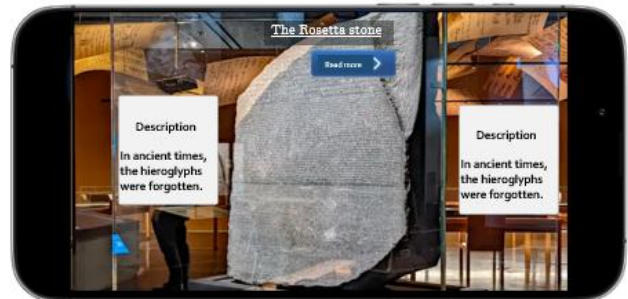 The Rosetta stone
Read more
Description
In ancient times,
the hieroglyphs
were forgotten.
Description
In ancient times,
the hieroglyphs
were forgotten.